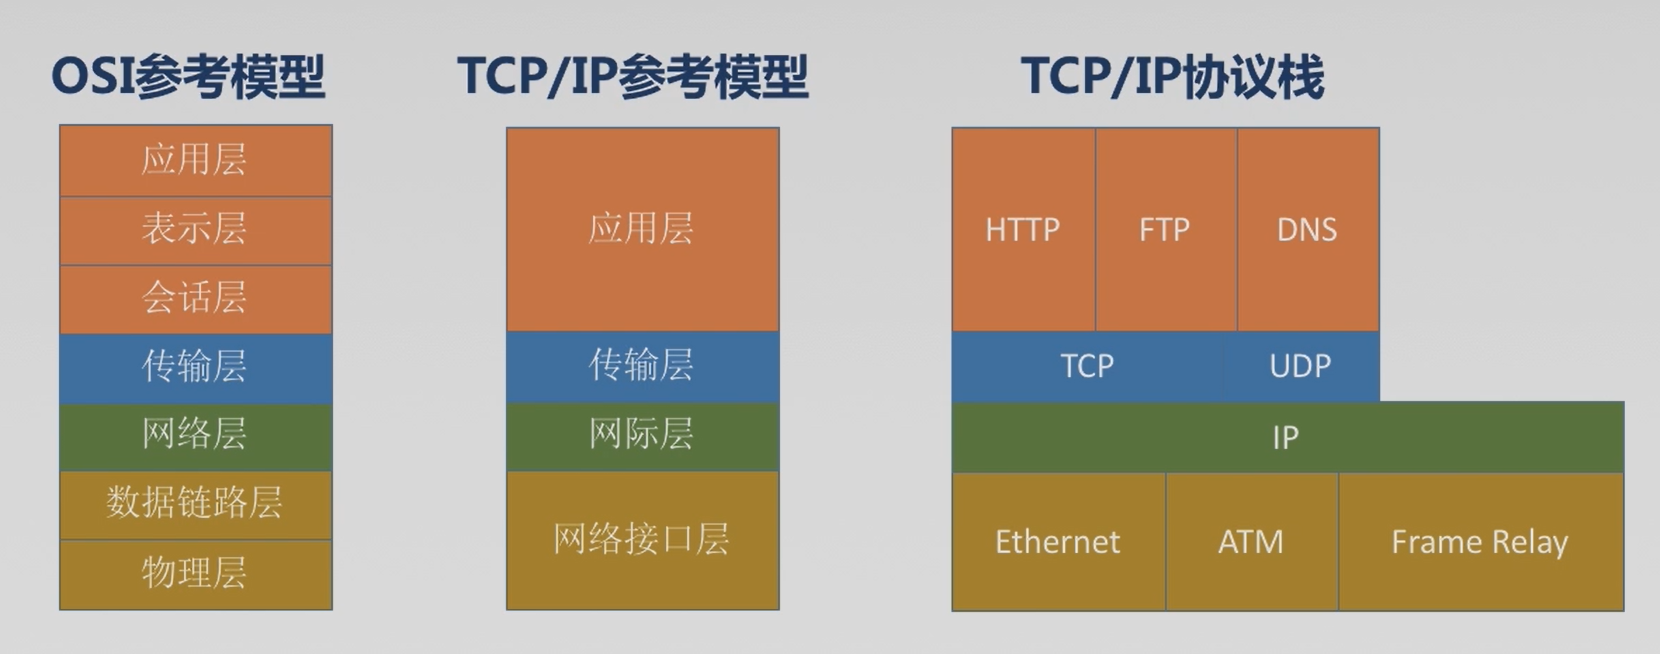 OSI参考模型
应用层
表示层
会话层
传输层
网络层
数据链路层
物理层
TCP/IP参考模型
应用层
传输层
网际层
网络接口层
TCP/IP协议栈
HTTP FTP DNS
TCP UDP
IP
Ethernet ATM Frame Relay